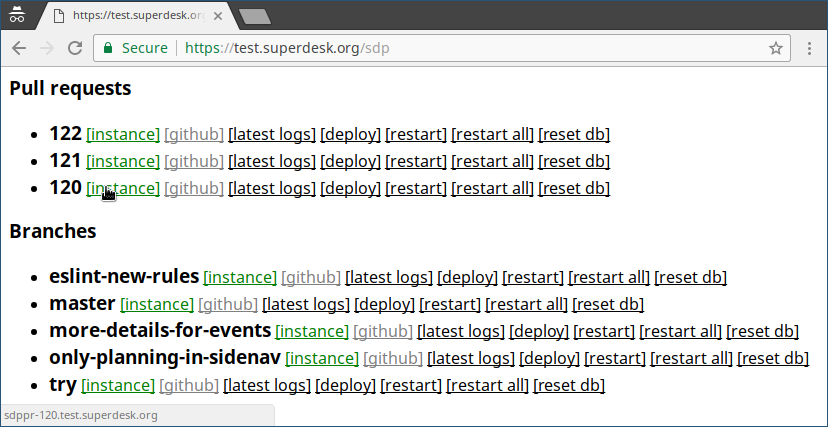 https://test.superdesk.or
Secure https://test.superdesk.org/sdp
Pull requests
122 [instance] [github] [latest logs] [deploy] [restart] [restart all] [reset db]
121 [instance] [github] [latest logs] [deploy] [restart] [restart all] [reset db]
120 [instance] [github] [latest logs] [deploy] [restart] [restart all] [reset db]
Branches
eslint-new-rules [instance] [github] [latest logs] [deploy] [restart] [restart all] [reset db]
master [instance] [github] [latest logs] [deploy] [restart] [restart all] [reset db]
more-details-for-events [instance] [github] [latest logs] [deploy] [restart] [restart all] [reset db]
only-planning-in-sidenav [instance] [github] [latest logs] [deploy] [restart] [restart all] [reset db]
try [instance] [github] [latest logs] [deploy] [restart] [restart all] [reset db]
sdppr-120.test.superdesk.org